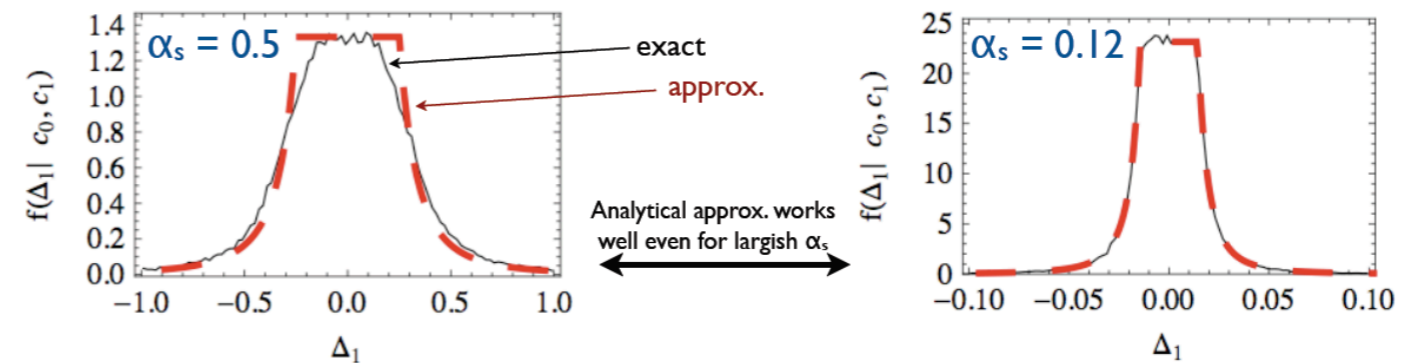 αs = 0.5
exact
approx.
f(Δ1| c0, c1)
1.4
1.2
1.0
0.8
0.6
0.4
0.2
0.0
−1.0 −0.5 0.0 0.5 1.0
Δ1
Analytical approx. works
well even for largish αs
αs = 0.12
f(Δ1| c0, c1)
25
20
15
10
5
0
−0.10 −0.05 0.00 0.05 0.10
Δ1